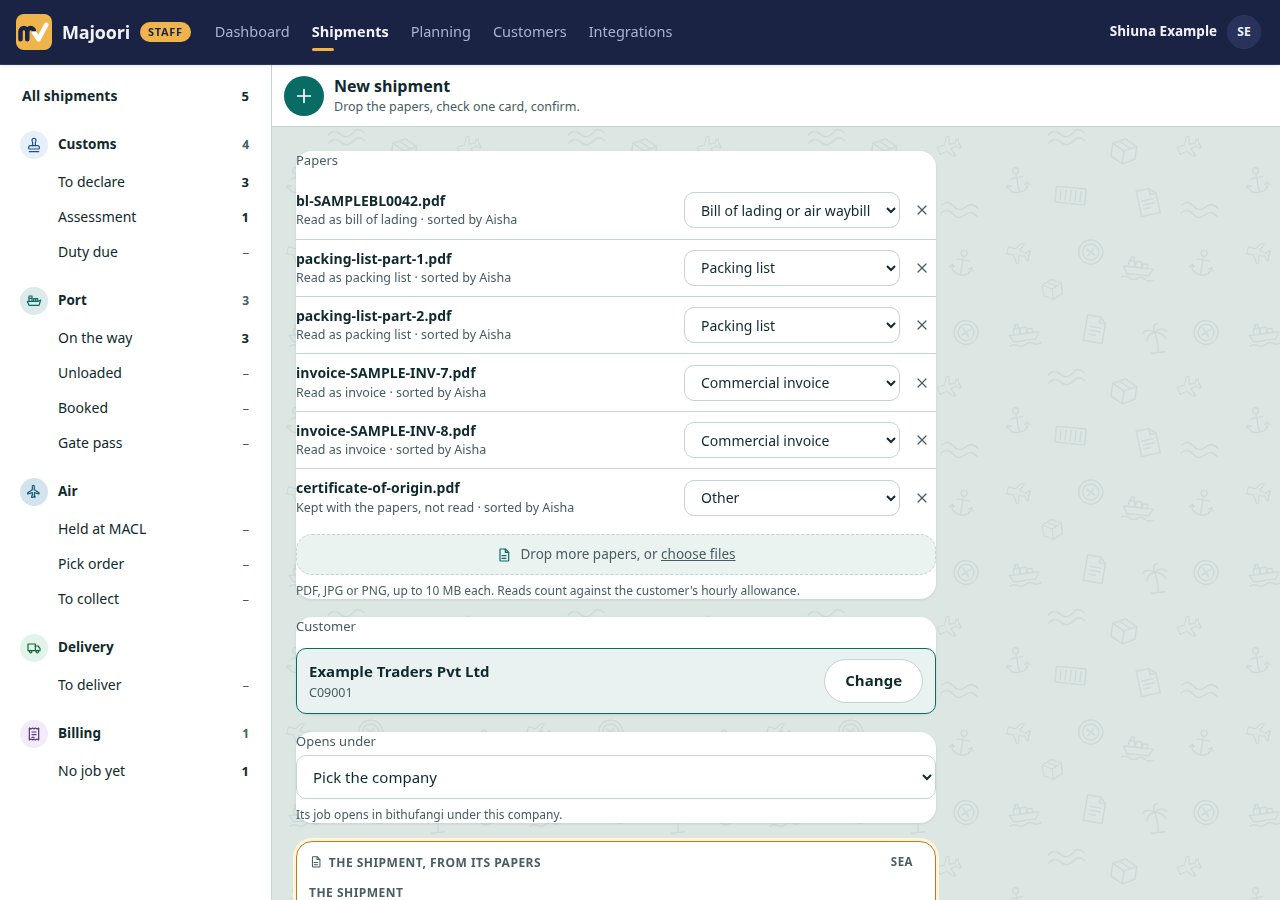 Majoori STAFF Dashboard Shipments Planning Customers Integrations Shiuna Example SE
All shipments 5
Customs 4
To declare 3
Assessment 1
Duty due –
Port 3
On the way 3
Unloaded –
Booked –
Gate pass –
Air
Held at MACL –
Pick order –
To collect –
Delivery
To deliver –
Billing 1
No job yet 1
New shipment
Drop the papers, check one card, confirm.
Papers
bl-SAMPLEBL0042.pdf
Read as bill of lading · sorted by Aisha
Bill of lading or air waybill
packing-list-part-1.pdf
Read as packing list · sorted by Aisha
Packing list
packing-list-part-2.pdf
Read as packing list · sorted by Aisha
Packing list
invoice-SAMPLE-INV-7.pdf
Read as invoice · sorted by Aisha
Commercial invoice
invoice-SAMPLE-INV-8.pdf
Read as invoice · sorted by Aisha
Commercial invoice
certificate-of-origin.pdf
Kept with the papers, not read · sorted by Aisha
Other
Drop more papers, or choose files
PDF, JPG or PNG, up to 10 MB each. Reads count against the customer's hourly allowance.
Customer
Example Traders Pvt Ltd
C09001
Change
Opens under
Pick the company
Its job opens in bithufangi under this company.
THE SHIPMENT, FROM ITS PAPERS SEA
THE SHIPMENT